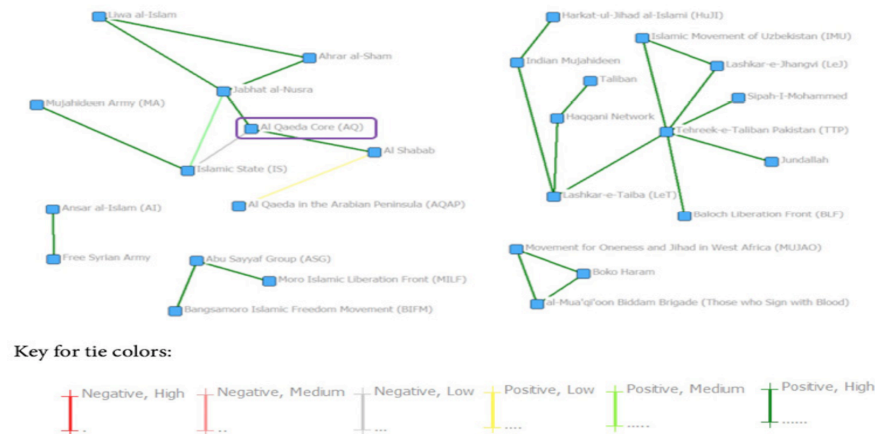 Liwa al-Islam
Harkat-ul-Jihad al-Islami (HuJI)
Islamic Movement of Uzbekistan (IMU)
Ahrar al-Sham
Indian Mujahideen
Lashkar-e-Jhangvi (LeJ)
Taliban
Jabhat al-Nusra
Sipah-I-Mohammed
Mujahideen Army (MA)
Haqqani Network
Al Qaeda Core (AQ)
Tehreek-e-Taliban Pakistan (TTP)
Al Shabab
Jundallah
Islamic State (IS)
Lashkar-e-Taiba (LeT)
Al Qaeda in the Arabian Peninsula (AQAP)
Ansar al-Islam (AI)
Baloch Liberation Front (BLF)
Movement for Oneness and Jihad in West Africa (MUJAO)
Free Syrian Army
Abu Sayyaf Group (ASG)
Boko Haram
Moro Islamic Liberation Front (MILF)
'al-Mua'qi'oon Biddam Brigade (Those who Sign with Blood)
Bangsamoro Islamic Freedom Movement (BIFM)
Key for tie colors:
Negative, High
Negative, Medium
Negative, Low
Positive, Low
Positive, Medium
Positive, High
.
..
...
....
.....
......